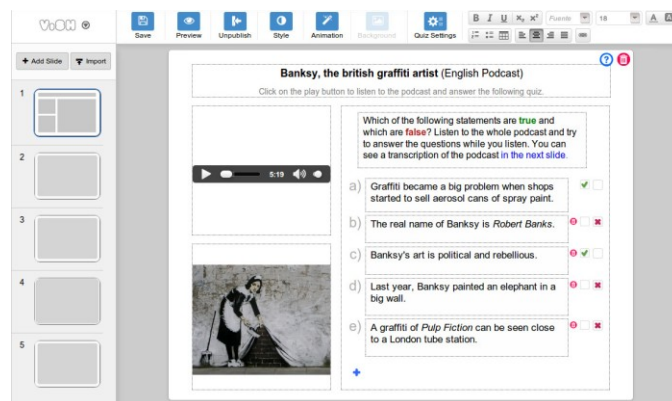 ViSH
Save
Preview
Unpublish
Style
Animation
Background
Quiz Settings
B I U X₂ X² Fuente 18 A
+ Add Slide
Import
1
2
3
4
5
Banksy, the british graffiti artist (English Podcast)
Click on the play button to listen to the podcast and answer the following quiz.
5:19
Which of the following statements are true and
which are false? Listen to the whole podcast and try
to answer the questions while you listen. You can
see a transcription of the podcast in the next slide.
a) Graffiti became a big problem when shops
started to sell aerosol cans of spray paint.
b) The real name of Banksy is Robert Banks.
c) Banksy's art is political and rebellious.
d) Last year, Banksy painted an elephant in a
big wall.
e) A graffiti of Pulp Fiction can be seen close
to a London tube station.